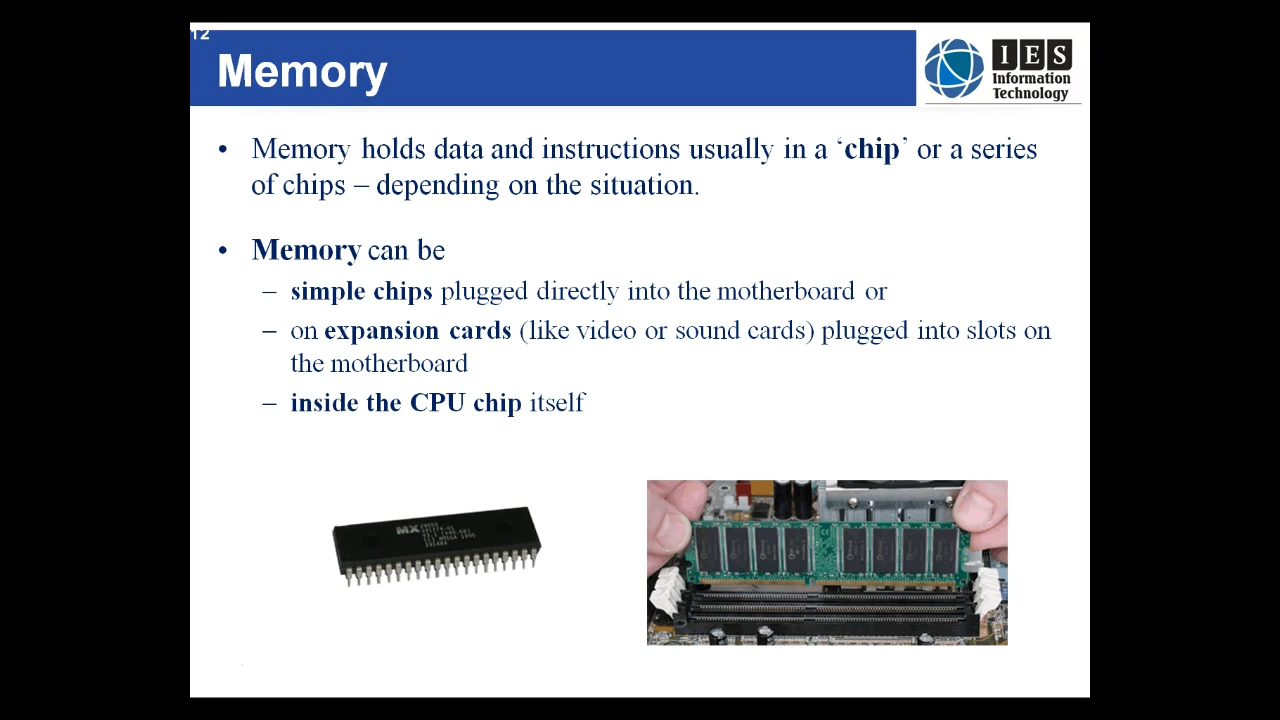 12
Memory
IES
Information
Technology
• Memory holds data and instructions usually in a ‘chip’ or a series
of chips – depending on the situation.
• Memory can be
– simple chips plugged directly into the motherboard or
– on expansion cards (like video or sound cards) plugged into slots on
the motherboard
– inside the CPU chip itself
MX